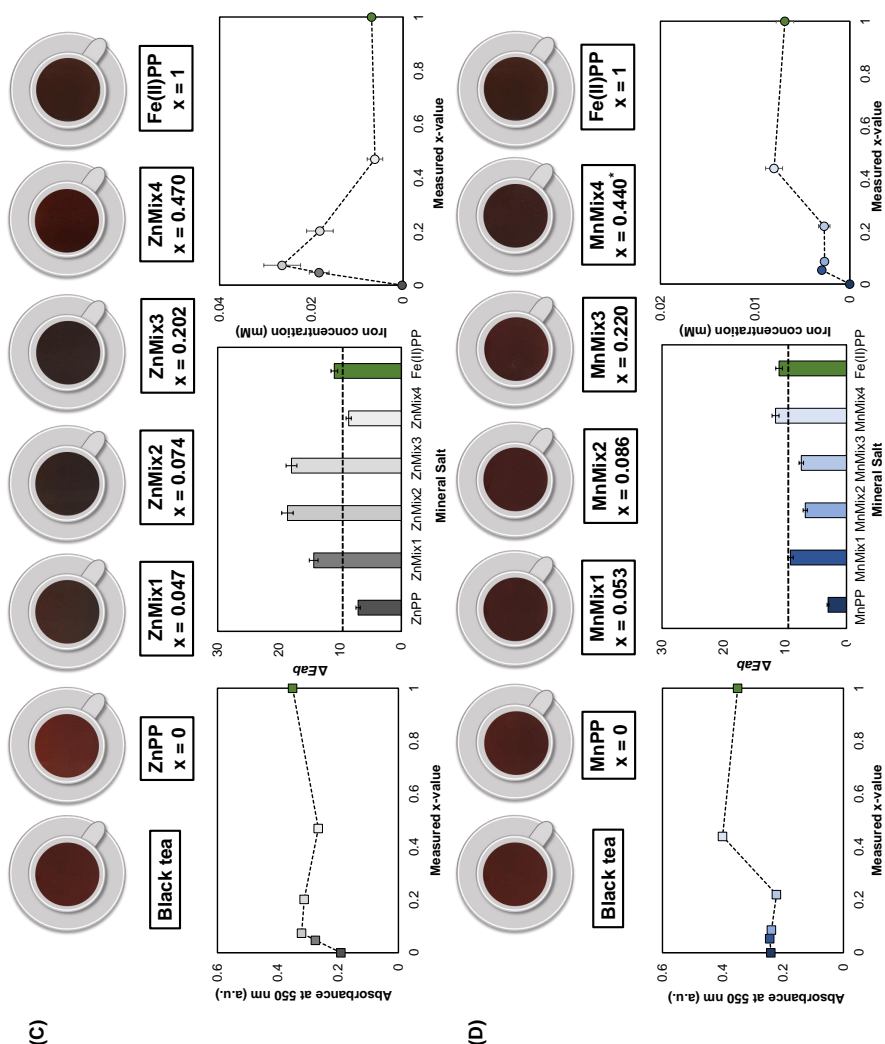 (C)
Black tea
ZnPP
x = 0
ZnMix1
x = 0.047
ZnMix2
x = 0.074
ZnMix3
x = 0.202
ZnMix4
x = 0.470
Fe(II)PP
x = 1
Absorbance at 550 nm (a.u.)
0.6
0.4
0.2
0
0
0.2
0.4
0.6
0.8
1
Measured x-value
ΔEab
30
20
10
0
ZnPP
ZnMix1
ZnMix2
ZnMix3
ZnMix4
Fe(II)PP
Mineral Salt
Iron concentration (mM)
0.04
0.02
0
0
0.2
0.4
0.6
0.8
1
Measured x-value
(D)
Black tea
MnPP
x = 0
MnMix1
x = 0.053
MnMix2
x = 0.086
MnMix3
x = 0.220
MnMix4
x = 0.440*
Fe(II)PP
x = 1
Absorbance at 550 nm (a.u.)
0.6
0.4
0.2
0
0
0.2
0.4
0.6
0.8
1
Measured x-value
ΔEab
30
20
10
0
MnPP
MnMix1
MnMix2
MnMix3
MnMix4
Fe(II)PP
Mineral Salt
Iron concentration (mM)
0.02
0.01
0
0
0.2
0.4
0.6
0.8
1
Measured x-value